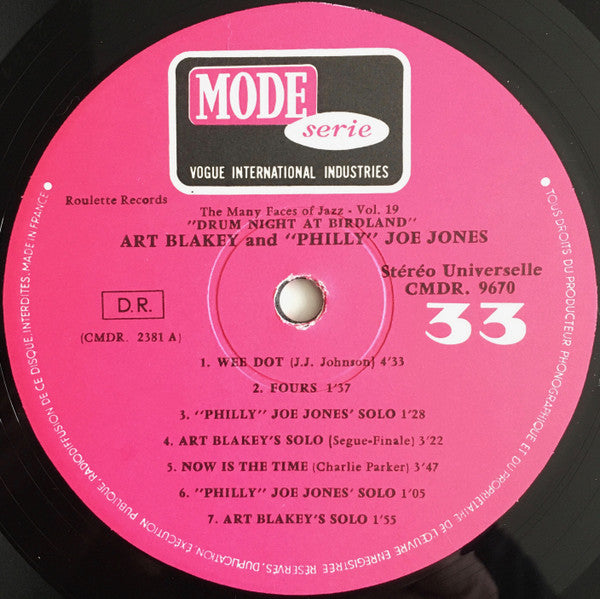 MODE
serie
VOGUE INTERNATIONAL INDUSTRIES
Roulette Records
The Many Faces of Jazz - Vol. 19
"DRUM NIGHT AT BIRDLAND"
ART BLAKEY and "PHILLY" JOE JONES
Stéréo Universelle
CMDR. 9670
33
D.R.
(CMDR. 2381 A)
1. WEE DOT (J.J. Johnson) 4'33
2. FOURS 1'37
3. "PHILLY" JOE JONES' SOLO 1'28
4. ART BLAKEY'S SOLO (Segue-Finale) 3'22
5. NOW IS THE TIME (Charlie Parker) 3'47
6. "PHILLY" JOE JONES' SOLO 1'05
7. ART BLAKEY'S SOLO 1'55
• TOUS DROITS DU PRODUCTEUR PHONOGRAPHIQUE ET DU PROPRIETAIRE DE L'ŒUVRE ENREGISTREE RESERVES, DUPLICATION EXECUTION PUBLIQUE, RADIODIFFUSION DE CE DISQUE, INTERDITES. MADE IN FRANCE •